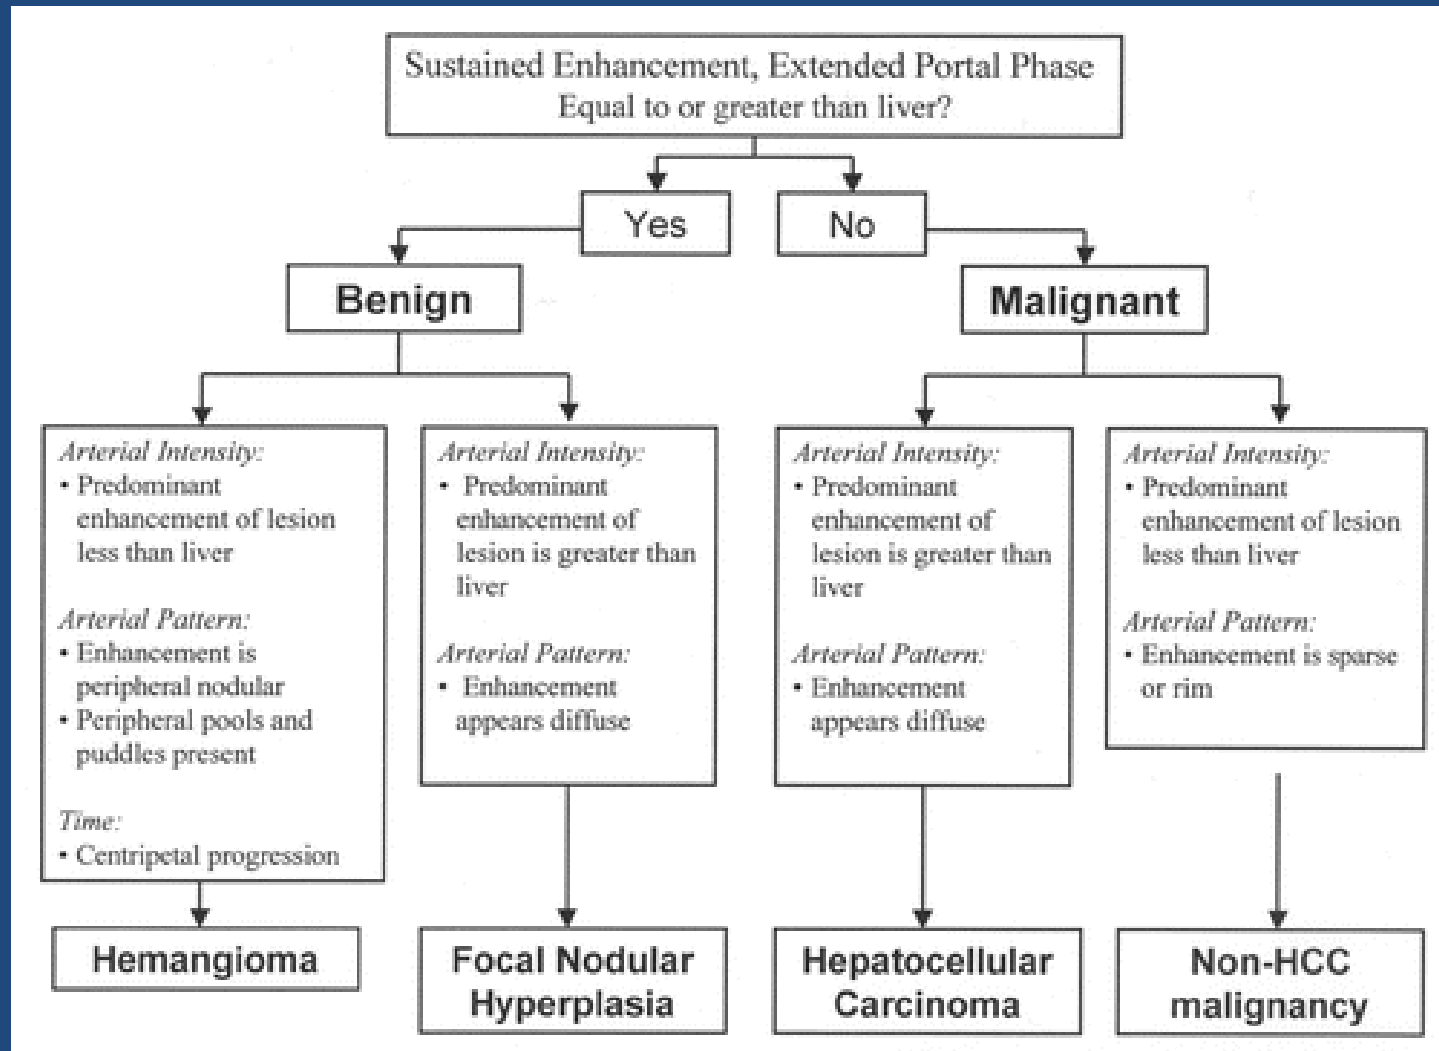 Sustained Enhancement, Extended Portal Phase
Equal to or greater than liver?
Yes
No
Benign
Malignant
Arterial Intensity:
• Predominant
enhancement of lesion
less than liver
Arterial Pattern:
• Enhancement is
peripheral nodular
• Peripheral pools and
puddles present
Time:
• Centripetal progression
Arterial Intensity:
• Predominant
enhancement of
lesion is greater than
liver
Arterial Pattern:
• Enhancement
appears diffuse
Arterial Intensity:
• Predominant
enhancement of
lesion is greater than
liver
Arterial Pattern:
• Enhancement
appears diffuse
Arterial Intensity:
• Predominant
enhancement of lesion
less than liver
Arterial Pattern:
• Enhancement is sparse
or rim
Hemangioma
Focal Nodular
Hyperplasia
Hepatocellular
Carcinoma
Non-HCC
malignancy